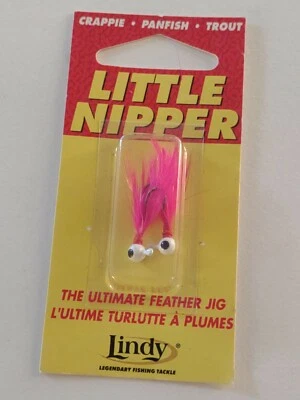 CRAPPIE • PANFISH • TROUT
LITTLE
NIPPER
THE ULTIMATE FEATHER JIG
L'ULTIME TURLUTTE À PLUMES
Lindy®
LEGENDARY FISHING TACKLE